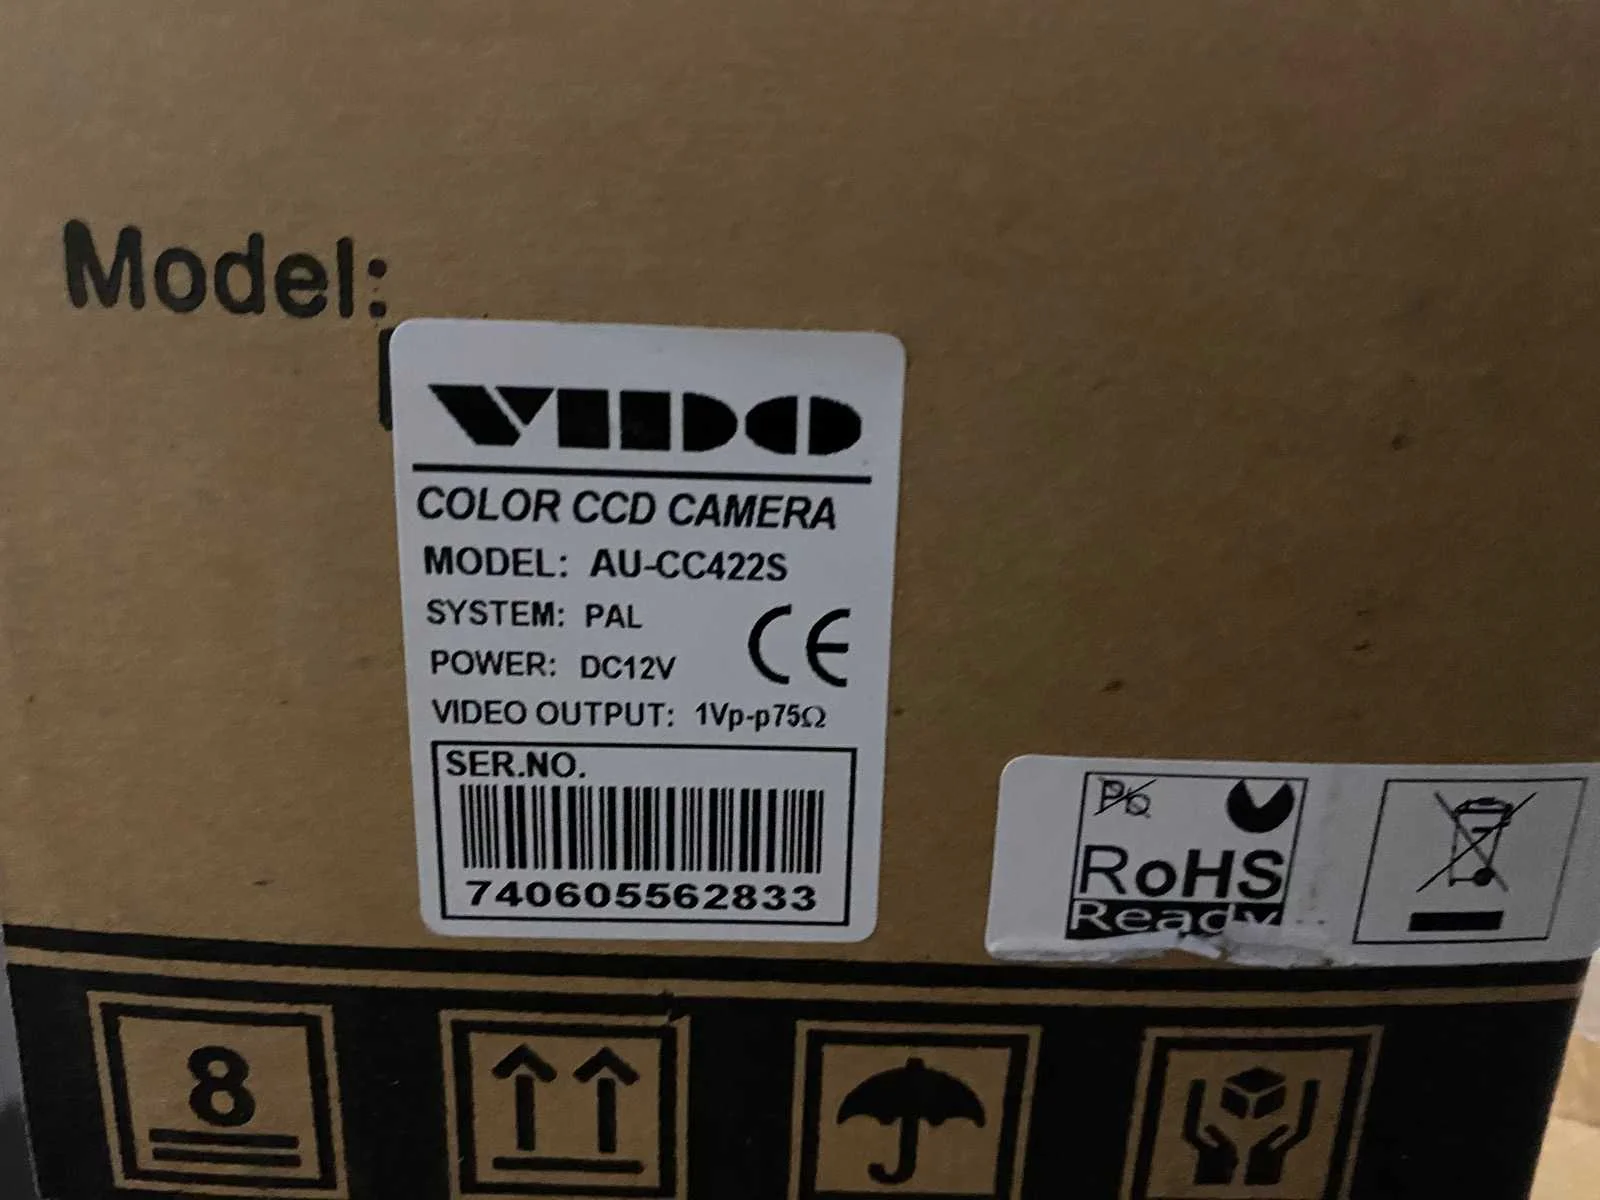 Model:
VIDO
COLOR CCD CAMERA
MODEL: AU-CC422S
SYSTEM: PAL
POWER: DC12V
CE
VIDEO OUTPUT: 1Vp-p75Ω
SER.NO.
740605562833
Pb
RoHS
Ready
8